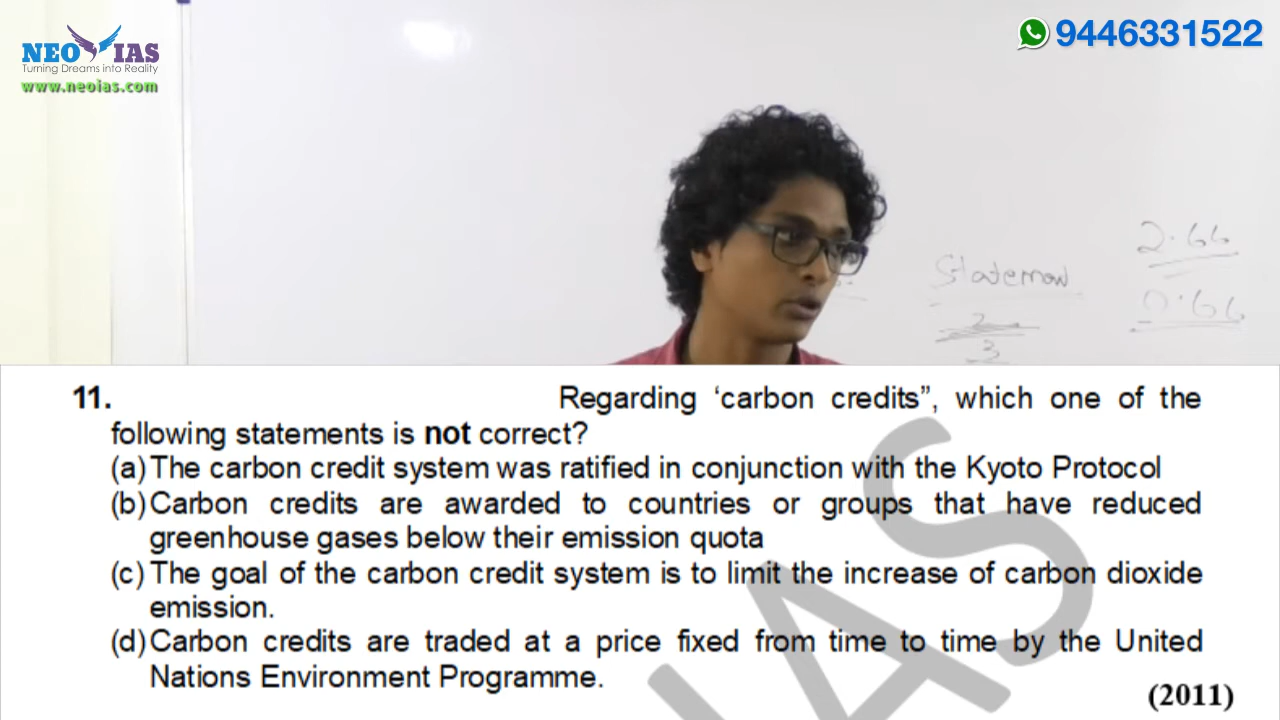 NEO IAS
Turning Dreams into Reality
www.neoias.com
9446331522
Statement
2.66
0.66
2
3
11. Regarding ‘carbon credits”, which one of the
following statements is not correct?
(a) The carbon credit system was ratified in conjunction with the Kyoto Protocol
(b) Carbon credits are awarded to countries or groups that have reduced
greenhouse gases below their emission quota
(c) The goal of the carbon credit system is to limit the increase of carbon dioxide
emission.
(d) Carbon credits are traded at a price fixed from time to time by the United
Nations Environment Programme.
(2011)
IAS